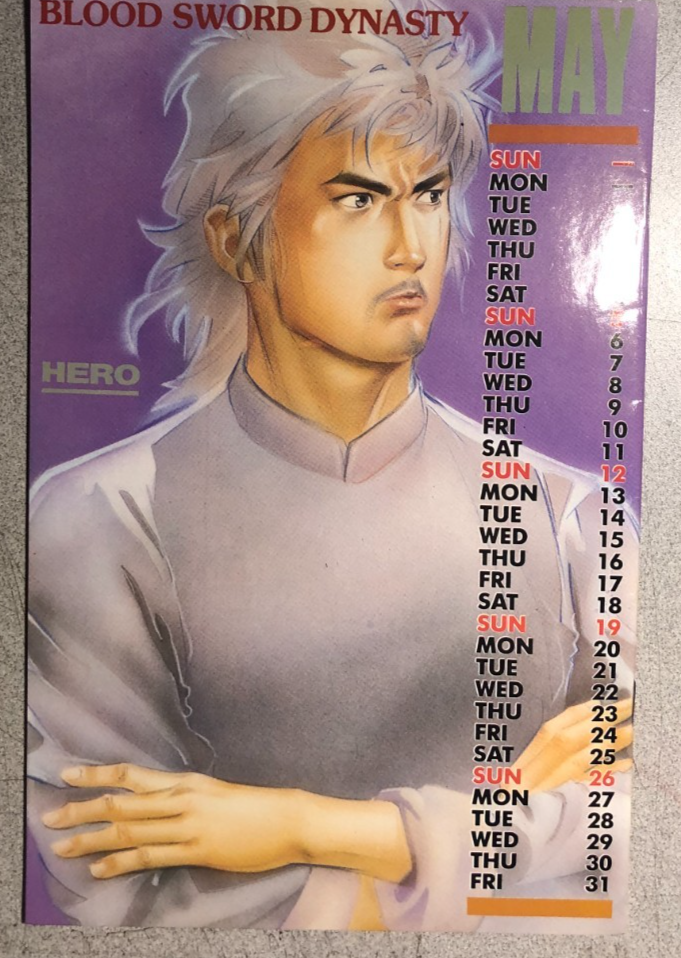 BLOOD SWORD DYNASTY
MAY
HERO
SUN
MON
TUE
WED
THU
FRI
SAT
SUN
MON 6
TUE 7
WED 8
THU 9
FRI 10
SAT 11
SUN 12
MON 13
TUE 14
WED 15
THU 16
FRI 17
SAT 18
SUN 19
MON 20
TUE 21
WED 22
THU 23
FRI 24
SAT 25
SUN 26
MON 27
TUE 28
WED 29
THU 30
FRI 31